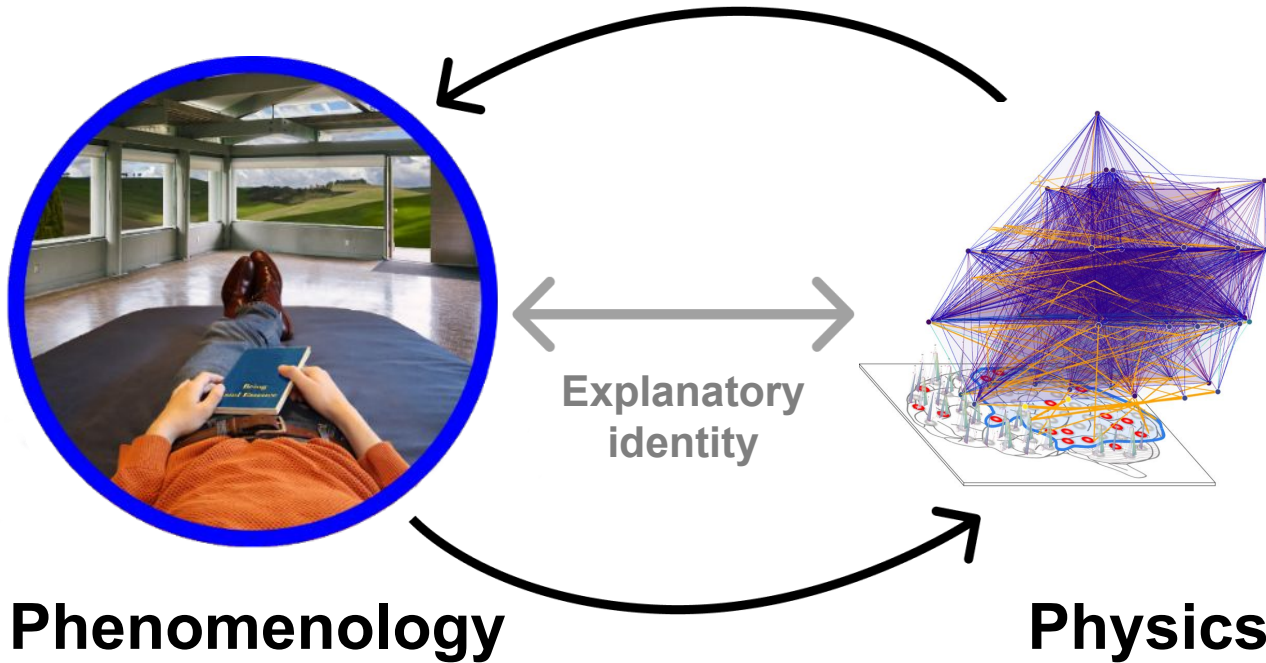 Being
and Essence
Explanatory
identity
Phenomenology
Physics